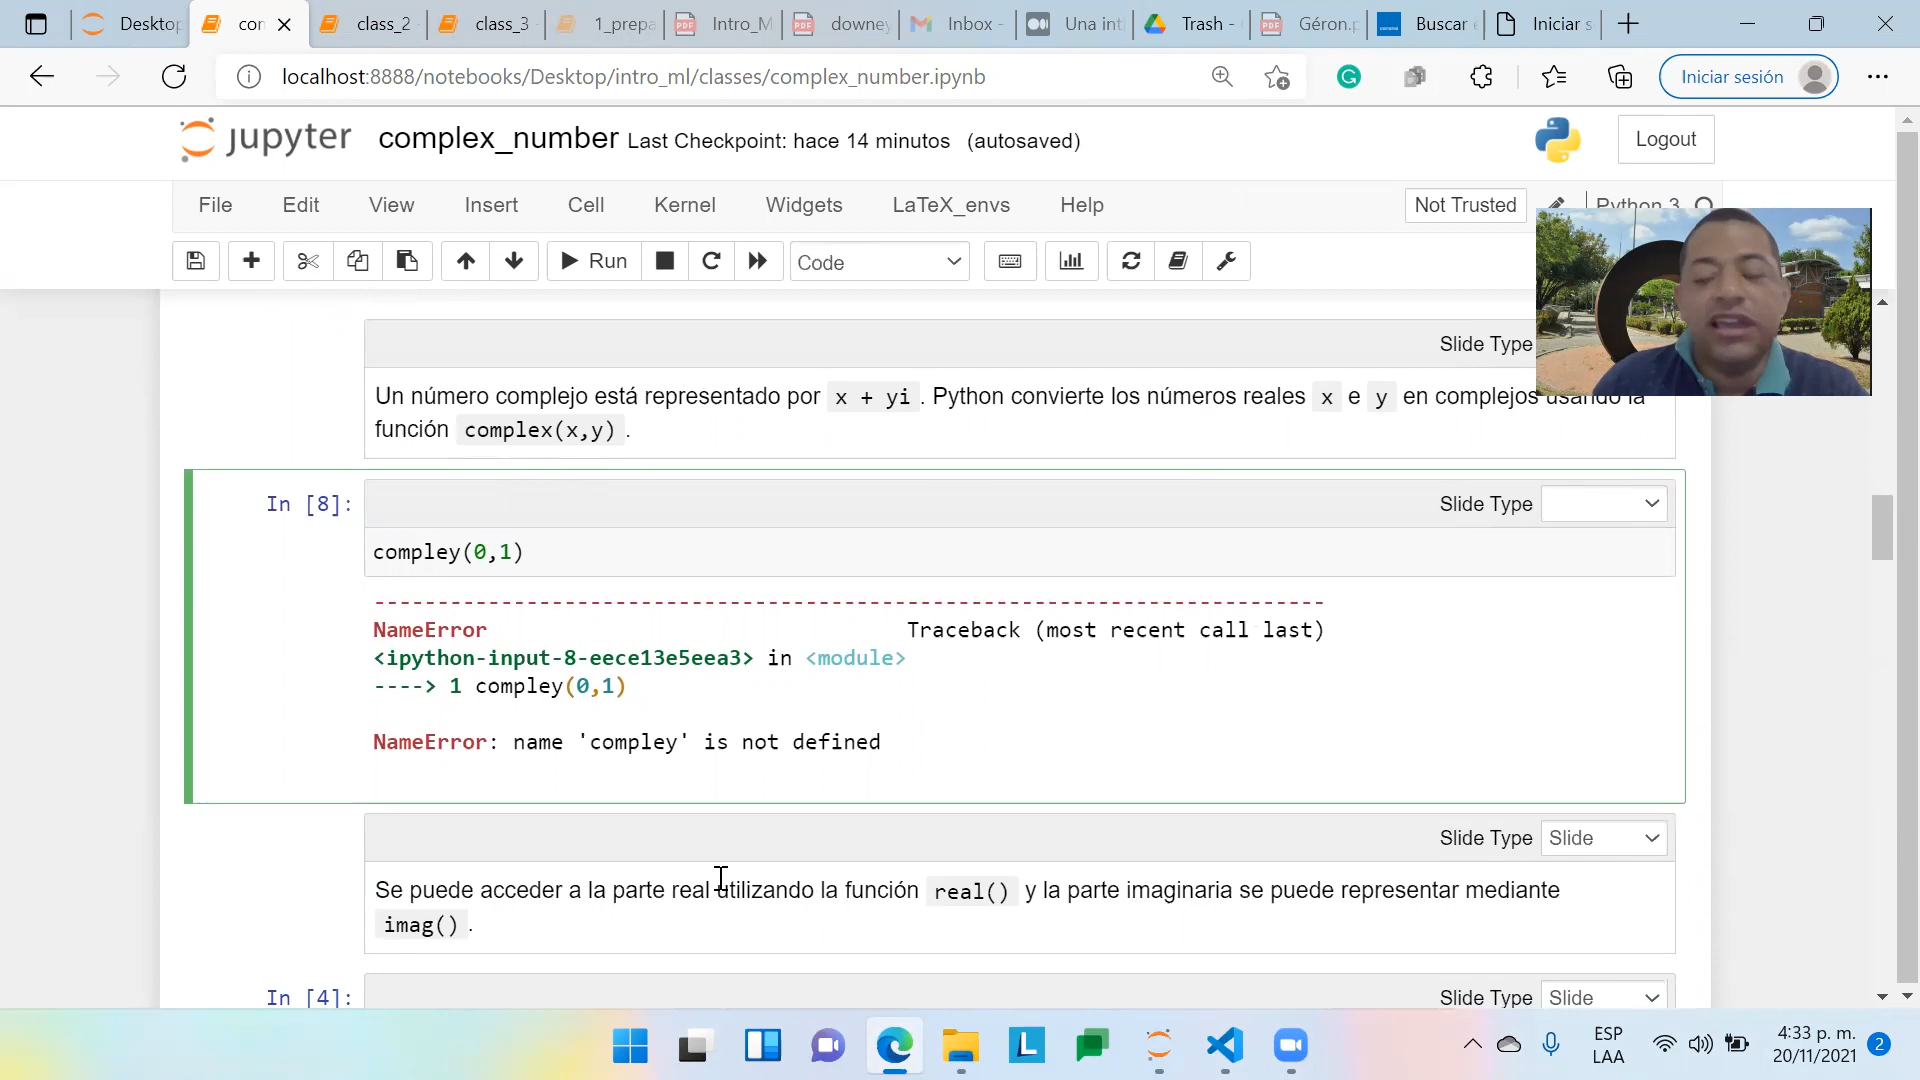 Desktop
con
class_2
class_3
1_prepa
Intro_M
downey
Inbox -
Una int
Trash -
Géron.p
Buscar
Iniciar s
localhost:8888/notebooks/Desktop/intro_ml/classes/complex_number.ipynb
Iniciar sesión
jupyter complex_number Last Checkpoint: hace 14 minutos (autosaved)
Logout
File Edit View Insert Cell Kernel Widgets LaTeX_envs Help
Not Trusted
Python 3
Run
Code
Slide Type
Un número complejo está representado por x + yi . Python convierte los números reales x e y en complejos usando la
función complex(x,y) .
In [8]:
Slide Type
compley(0,1)
---------------------------------------------------------------------------
NameError Traceback (most recent call last)
<ipython-input-8-eece13e5eea3> in <module>
----> 1 compley(0,1)
NameError: name 'compley' is not defined
Slide Type Slide
Se puede acceder a la parte real utilizando la función real() y la parte imaginaria se puede representar mediante
imag() .
In [4]:
Slide Type Slide
ESP
LAA
4:33 p. m.
20/11/2021
2